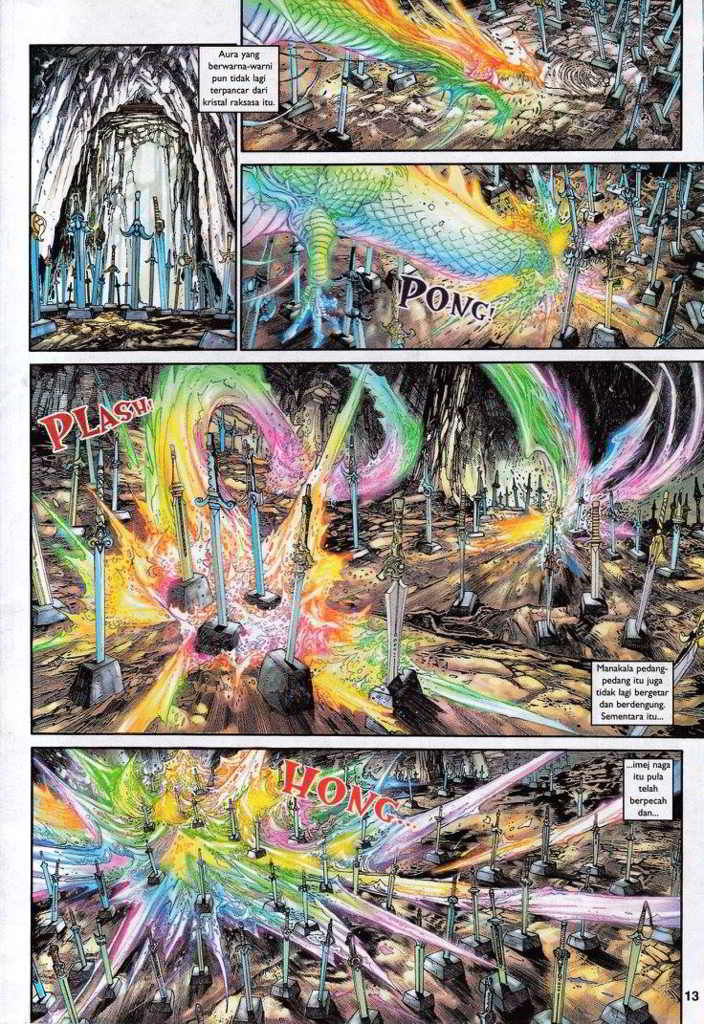 Aura yang
berwarna-warni
pun tidak lagi
terpancar dari
kristal raksasa itu.
PONG!
PLASH!
Manakala pedang-
pedang itu juga
tidak lagi bergetar
dan berdengung.
Sementara itu...
HONG...
...imej naga
itu pula
telah
berpecah
dan...
13